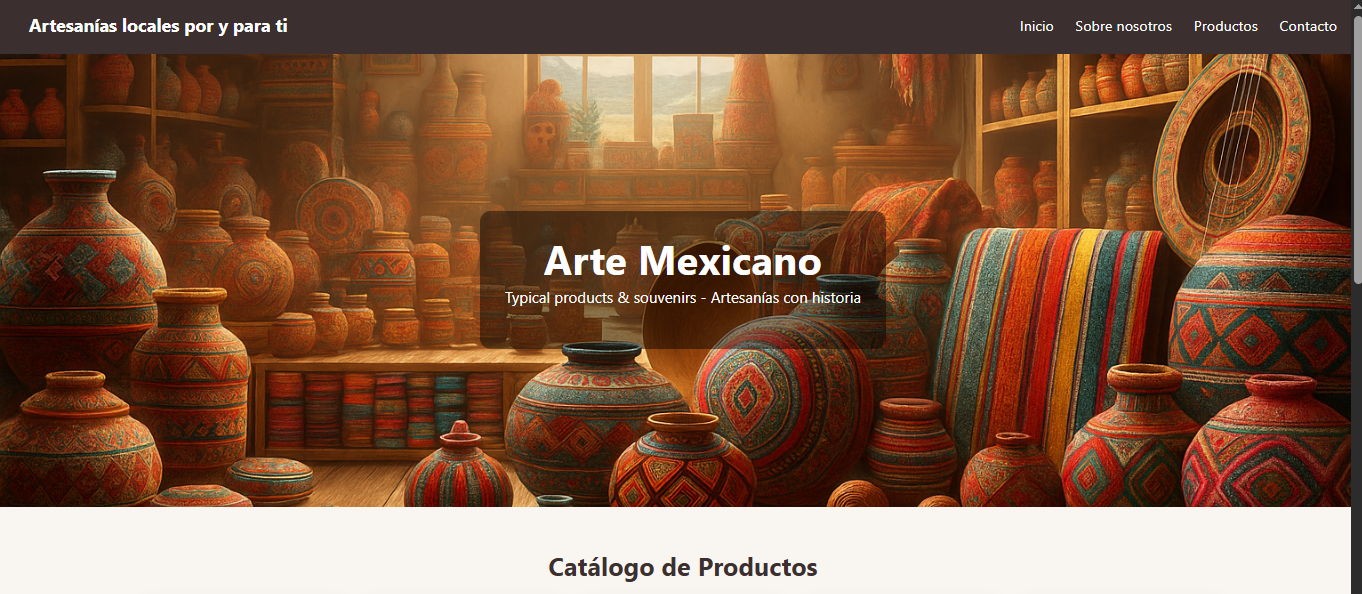 Artesanías locales por y para ti
Inicio
Sobre nosotros
Productos
Contacto
Arte Mexicano
Typical products & souvenirs - Artesanías con historia
Catálogo de Productos